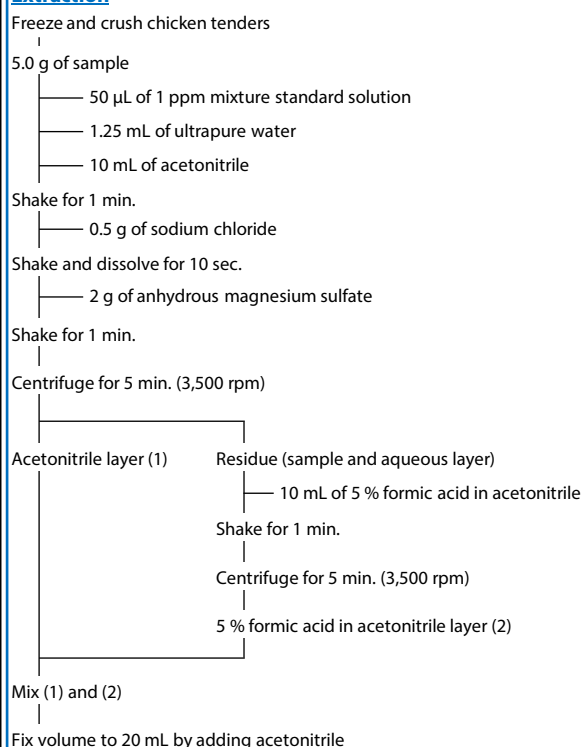 Extraction
Freeze and crush chicken tenders
5.0 g of sample
50 µL of 1 ppm mixture standard solution
1.25 mL of ultrapure water
10 mL of acetonitrile
Shake for 1 min.
0.5 g of sodium chloride
Shake and dissolve for 10 sec.
2 g of anhydrous magnesium sulfate
Shake for 1 min.
Centrifuge for 5 min. (3,500 rpm)
Acetonitrile layer (1)
Residue (sample and aqueous layer)
10 mL of 5 % formic acid in acetonitrile
Shake for 1 min.
Centrifuge for 5 min. (3,500 rpm)
5 % formic acid in acetonitrile layer (2)
Mix (1) and (2)
Fix volume to 20 mL by adding acetonitrile